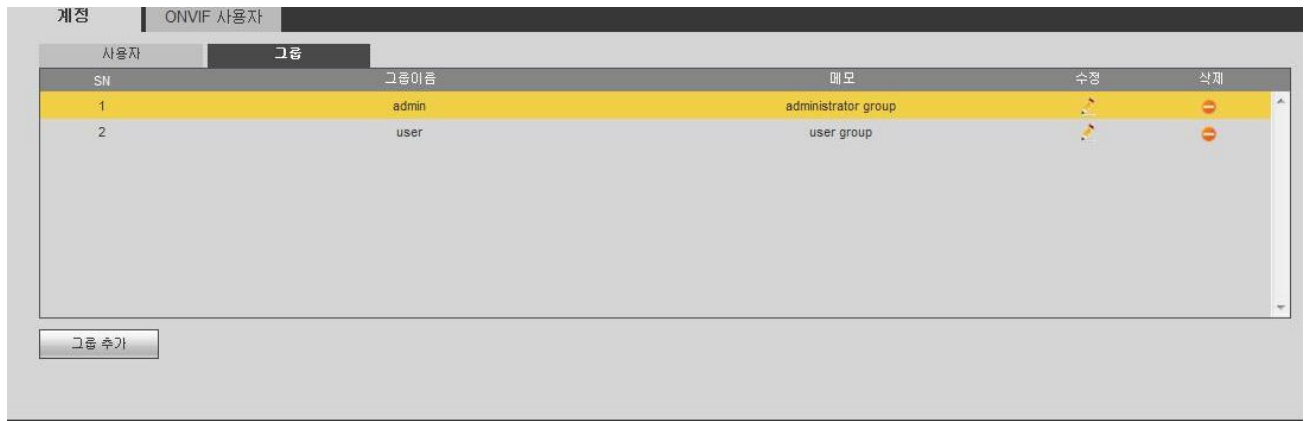 계정 ONVIF 사용자
사용자 그룹
SN 그룹이름 메모 수정 삭제
1 admin administrator group
2 user user group
그룹 추가